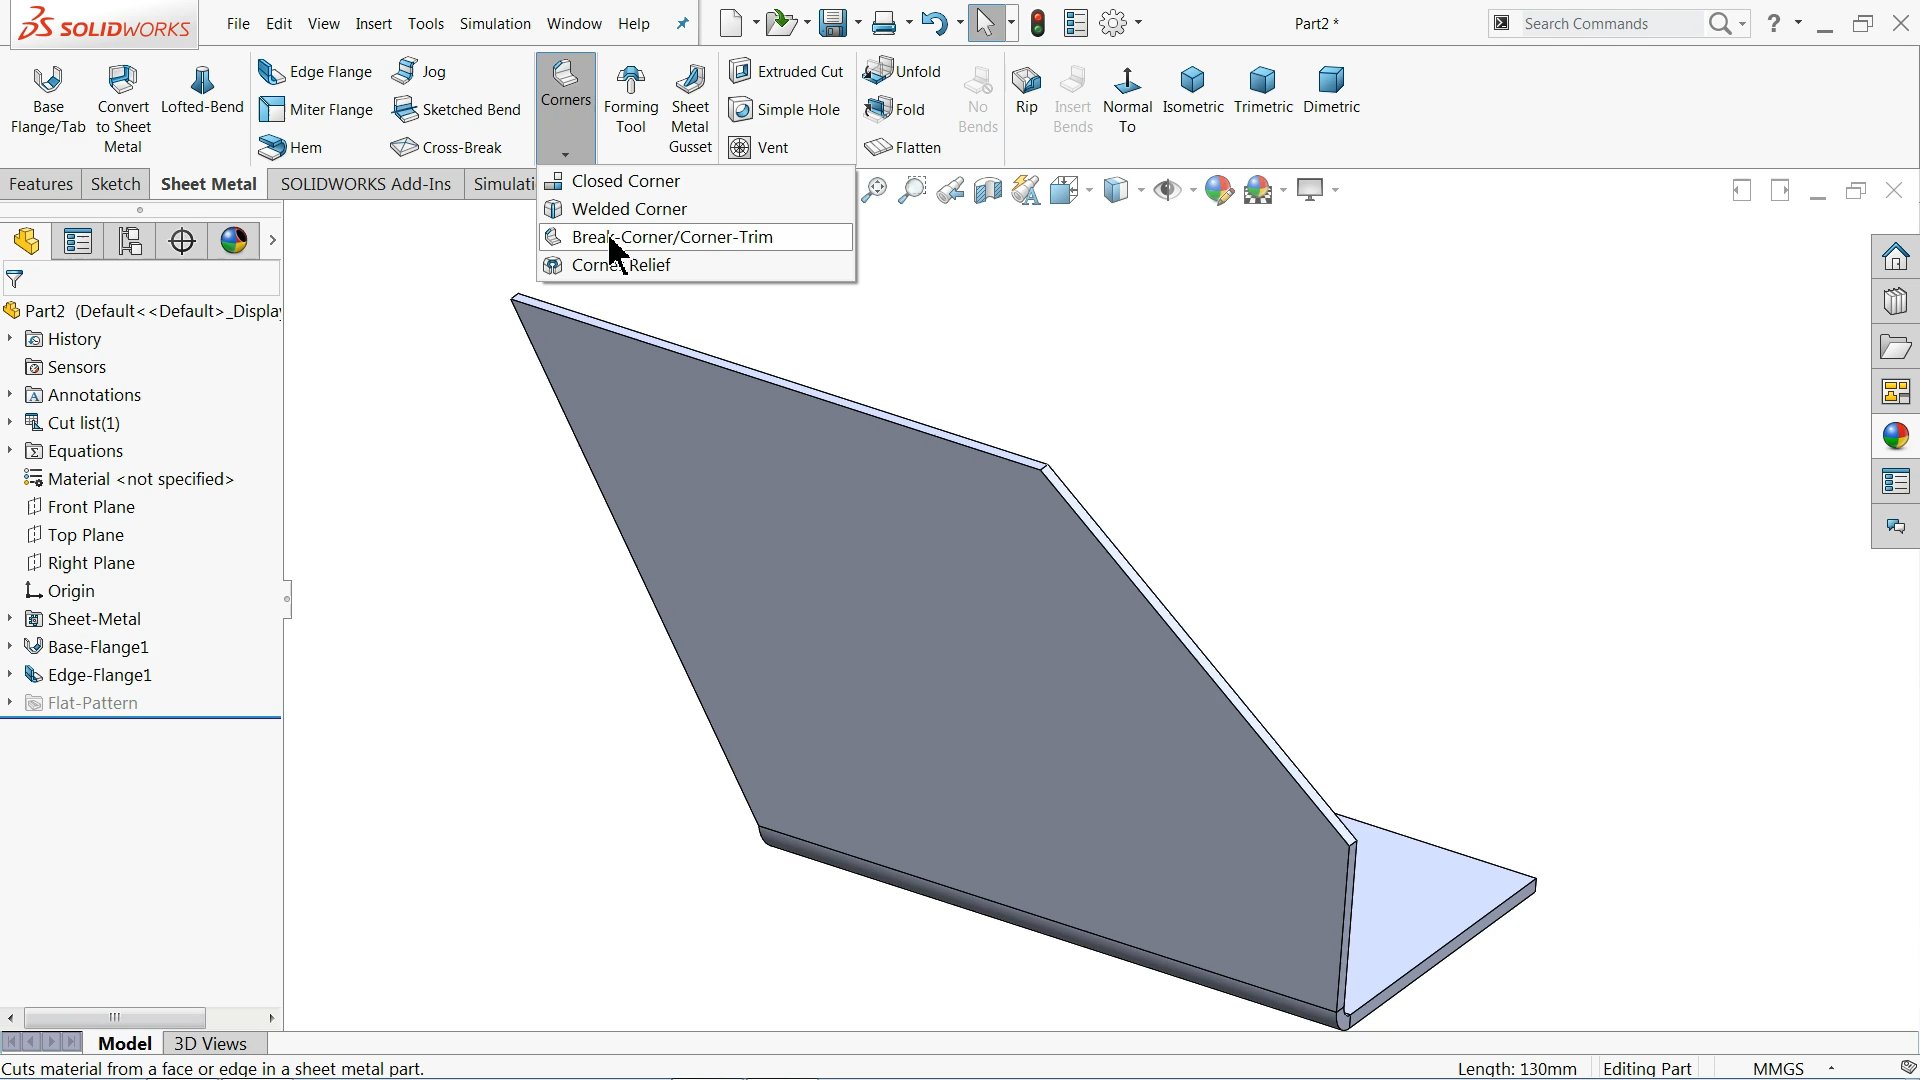 SOLIDWORKS
File Edit View Insert Tools Simulation Window Help
Part2 *
Search Commands
?
Base Flange/Tab
Convert to Sheet Metal
Lofted-Bend
Edge Flange
Miter Flange
Hem
Jog
Sketched Bend
Cross-Break
Corners
Forming Tool
Sheet Metal Gusset
Extruded Cut
Simple Hole
Vent
Unfold
Fold
Flatten
No Bends
Rip
Insert Bends
Normal To
Isometric
Trimetric
Dimetric
Features
Sketch
Sheet Metal
SOLIDWORKS Add-Ins
Simulati
Closed Corner
Welded Corner
Break-Corner/Corner-Trim
Corne Relief
Part2 (Default<<Default>_Displa
History
Sensors
Annotations
Cut list(1)
Equations
Material <not specified>
Front Plane
Top Plane
Right Plane
Origin
Sheet-Metal
Base-Flange1
Edge-Flange1
Flat-Pattern
Model
3D Views
Cuts material from a face or edge in a sheet metal part.
Length: 130mm
Editing Part
MMGS